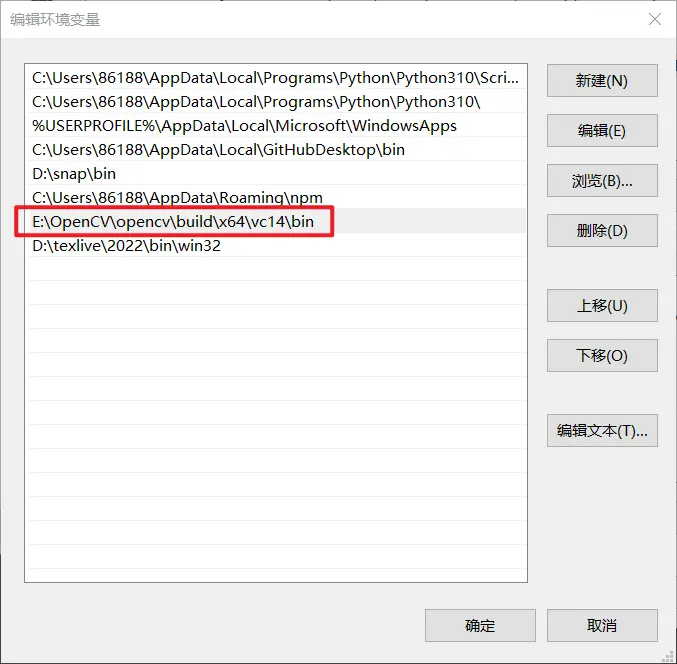 编辑环境变量
C:\Users\86188\AppData\Local\Programs\Python\Python310\Scri...
C:\Users\86188\AppData\Local\Programs\Python\Python310\
%USERPROFILE%\AppData\Local\Microsoft\WindowsApps
C:\Users\86188\AppData\Local\GitHubDesktop\bin
D:\snap\bin
C:\Users\86188\AppData\Roaming\npm
E:\OpenCV\opencv\build\x64\vc14\bin
D:\texlive\2022\bin\win32
新建(N)
编辑(E)
浏览(B)...
删除(D)
上移(U)
下移(O)
编辑文本(T)...
确定
取消